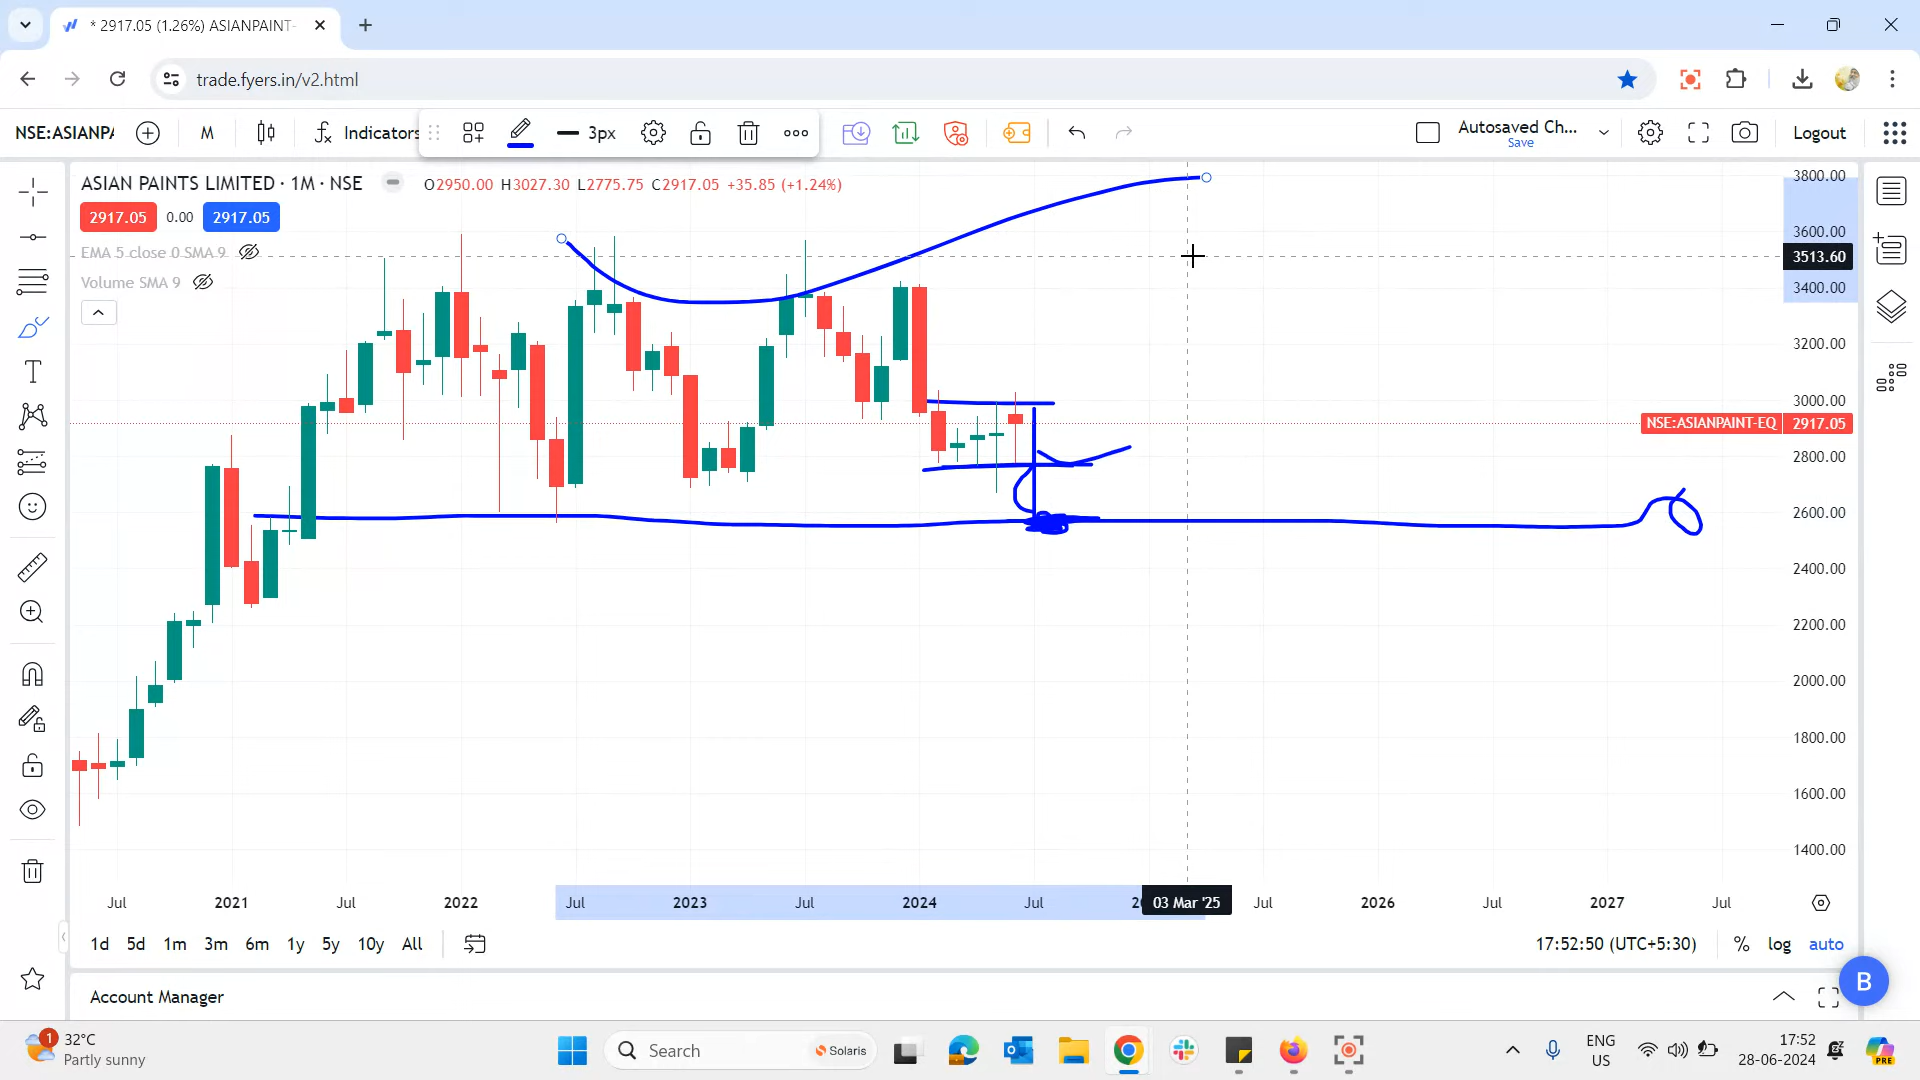 * 2917.05 (1.26%) ASIANPAINT-
trade.fyers.in/v2.html
NSE:ASIANPA
M
Indicators
3px
Autosaved Ch...
Save
Logout
ASIAN PAINTS LIMITED · 1M · NSE
O2950.00 H3027.30 L2775.75 C2917.05 +35.85 (+1.24%)
2917.05 0.00 2917.05
EMA 5 close 0 SMA 9
Volume SMA 9
3800.00
3600.00
3513.60
3400.00
3200.00
3000.00
NSE:ASIANPAINT-EQ 2917.05
2800.00
2600.00
2400.00
2200.00
2000.00
1800.00
1600.00
1400.00
Jul 2021 Jul 2022 Jul 2023 Jul 2024 Jul 03 Mar '25 Jul 2026 Jul 2027 Jul
1d 5d 1m 3m 6m 1y 5y 10y All
17:52:50 (UTC+5:30) % log auto
B
Account Manager
1
32°C
Partly sunny
Search
Solaris
ENG
US
17:52
28-06-2024
PRE